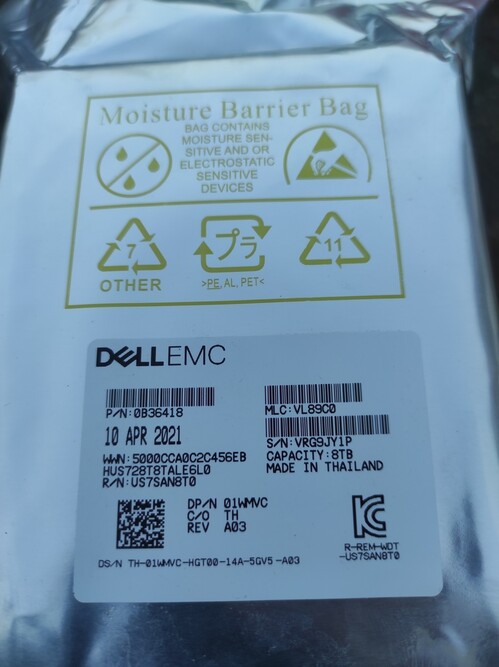 Moisture Barrier Bag
BAG CONTAINS
MOISTURE SEN-
SITIVE AND OR
ELECTROSTATIC
SENSITIVE
DEVICES
7
プラ
11
OTHER
>PE, AL, PET<
DELLEMC
P/N:0B36418
MLC:VL89C0
10 APR 2021
S/N:VRG9JY1P
WWN:5000CCA0C2C456EB
CAPACITY:8TB
HUS728T8TALE6L0
MADE IN THAILAND
R/N:US7SAN8T0
DP/N 01WMVC
C/O TH
REV A03
R-REM-WDT
-US7SAN8T0
DS/N TH-01WMVC-HGT00-14A-5GV5-A03